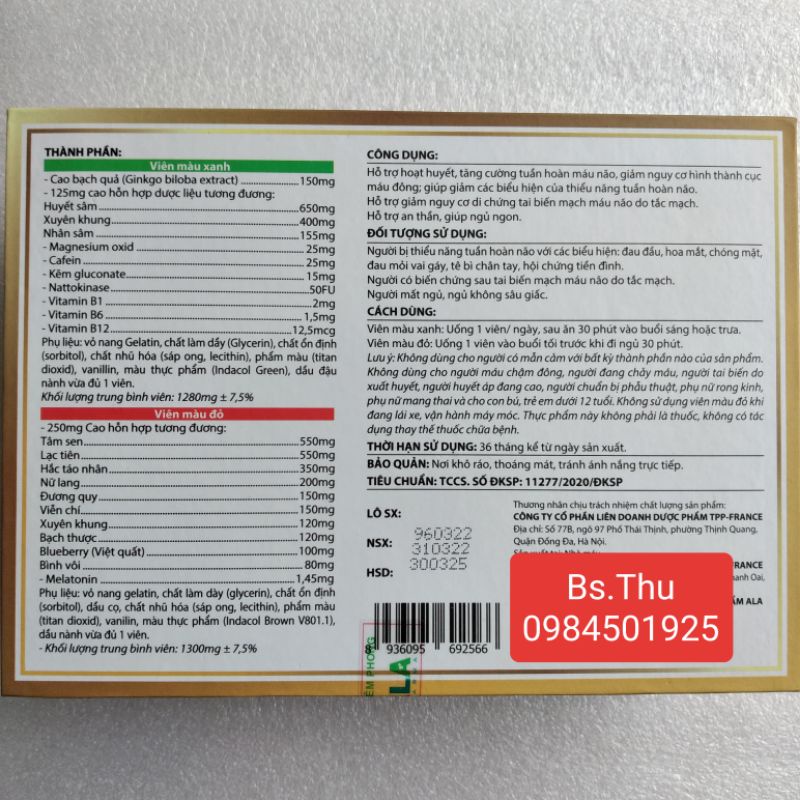 THÀNH PHẦN:
Viên màu xanh
- Cao bạch quả (Ginkgo biloba extract) 150mg
- 125mg cao hỗn hợp dược liệu tương đương:
Huyết sâm 650mg
Xuyên khung 400mg
Nhân sâm 155mg
- Magnesium oxid 25mg
- Cafein 25mg
- Kẽm gluconate 15mg
- Nattokinase 50FU
- Vitamin B1 2mg
- Vitamin B6 1,5mg
- Vitamin B12 12,5mcg
Phụ liệu: vỏ nang Gelatin, chất làm dầy (Glycerin), chất ổn định
(sorbitol), chất nhũ hóa (sáp ong, lecithin), phẩm màu (titan
dioxid), vanillin, màu thực phẩm (Indacol Green), dầu đậu
nành vừa đủ 1 viên.
Khối lượng trung bình viên: 1280mg ± 7,5%
Viên màu đỏ
- 250mg Cao hỗn hợp tương đương:
Tâm sen 550mg
Lạc tiên 550mg
Hắc táo nhân 350mg
Nữ lang 200mg
Đương quy 150mg
Viễn chí 150mg
Xuyên khung 120mg
Bạch thược 120mg
Blueberry (Việt quất) 100mg
Bình vôi 80mg
- Melatonin 1,45mg
Phụ liệu: vỏ nang gelatin, chất làm dày (glycerin), chất ổn định
(sorbitol), dầu cọ, chất nhũ hóa (sáp ong, lecithin), phẩm màu
(titan dioxid), vanilin, màu thực phẩm (Indacol Brown V801.1),
dầu nành vừa đủ 1 viên.
- Khối lượng trung bình viên: 1300mg ± 7,5%
CÔNG DỤNG:
Hỗ trợ hoạt huyết, tăng cường tuần hoàn máu não, giảm nguy cơ hình thành cục
máu đông; giúp giảm các biểu hiện của thiểu năng tuần hoàn não.
Hỗ trợ giảm nguy cơ di chứng tai biến mạch máu não do tắc mạch.
Hỗ trợ an thần, giúp ngủ ngon.
ĐỐI TƯỢNG SỬ DỤNG:
Người bị thiểu năng tuần hoàn não với các biểu hiện: đau đầu, hoa mắt, chóng mặt,
đau mỏi vai gáy, tê bì chân tay, hội chứng tiền đình.
Người có biến chứng sau tai biến mạch máu não do tắc mạch.
Người mất ngủ, ngủ không sâu giấc.
CÁCH DÙNG:
Viên màu xanh: Uống 1 viên/ ngày, sau ăn 30 phút vào buổi sáng hoặc trưa.
Viên màu đỏ: Uống 1 viên vào buổi tối trước khi đi ngủ 30 phút.
Lưu ý: Không dùng cho người có mẫn cảm với bất kỳ thành phần nào của sản phẩm.
Không dùng cho người máu chậm đông, người đang chảy máu, người tai biến do
xuất huyết, người huyết áp đang cao, người chuẩn bị phẫu thuật, phụ nữ rong kinh,
phụ nữ mang thai và cho con bú, trẻ em dưới 12 tuổi. Không sử dụng viên màu đỏ khi
đang lái xe, vận hành máy móc. Thực phẩm này không phải là thuốc, không có tác
dụng thay thế thuốc chữa bệnh.
THỜI HẠN SỬ DỤNG: 36 tháng kể từ ngày sản xuất.
BẢO QUẢN: Nơi khô ráo, thoáng mát, tránh ánh nắng trực tiếp.
TIÊU CHUẨN: TCCS. SỐ ĐKSP: 11277/2020/ĐKSP
LÔ SX: 960322
NSX: 310322
HSD: 300325
Thương nhân chịu trách nhiệm chất lượng sản phẩm:
CÔNG TY CỔ PHẦN LIÊN DOANH DƯỢC PHẨM TPP-FRANCE
Địa chỉ: Số 77B, ngõ 97 Phố Thái Thịnh, phường Thịnh Quang,
Quận Đống Đa, Hà Nội.
Sản xuất tại: Nhà máy
FRANCE
Oai,
ALA
Bs.Thu
0984501925
8 936095 692566
PHONG
LA